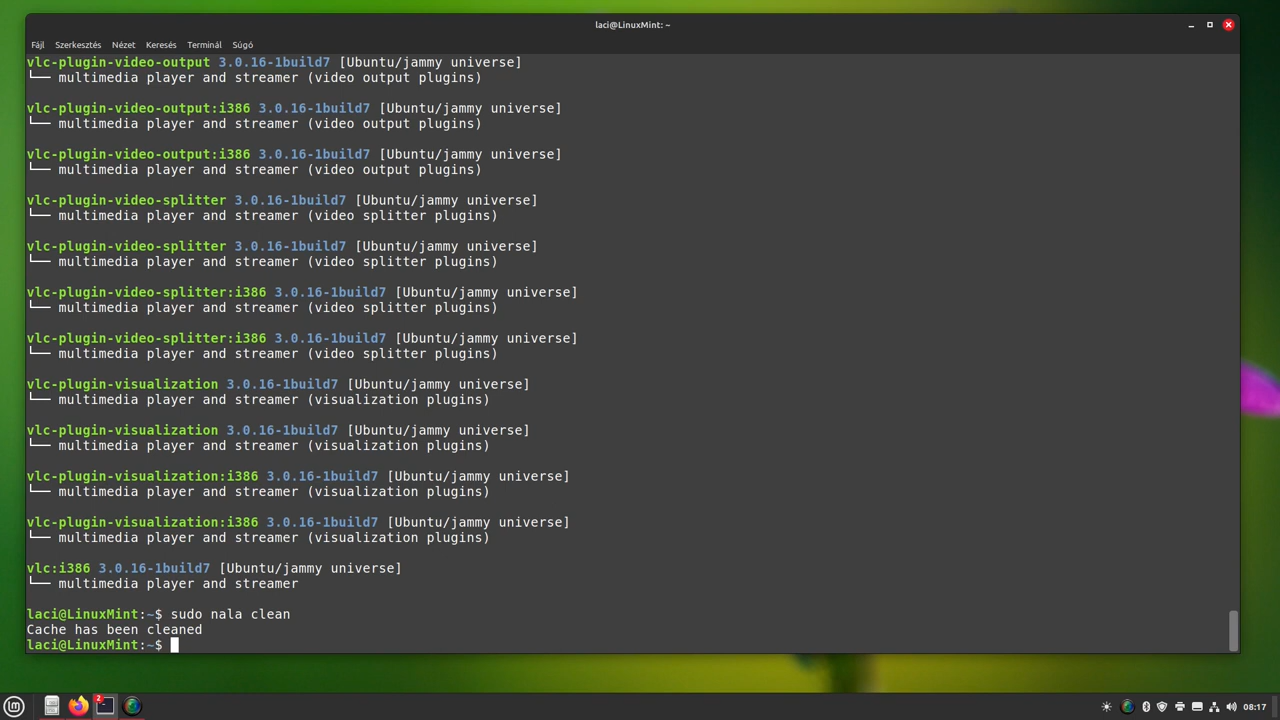 laci@LinuxMint: ~
Fájl Szerkesztés Nézet Keresés Terminál Súgó
vlc-plugin-video-output 3.0.16-1build7 [Ubuntu/jammy universe]
└── multimedia player and streamer (video output plugins)
vlc-plugin-video-output:i386 3.0.16-1build7 [Ubuntu/jammy universe]
└── multimedia player and streamer (video output plugins)
vlc-plugin-video-output:i386 3.0.16-1build7 [Ubuntu/jammy universe]
└── multimedia player and streamer (video output plugins)
vlc-plugin-video-splitter 3.0.16-1build7 [Ubuntu/jammy universe]
└── multimedia player and streamer (video splitter plugins)
vlc-plugin-video-splitter 3.0.16-1build7 [Ubuntu/jammy universe]
└── multimedia player and streamer (video splitter plugins)
vlc-plugin-video-splitter:i386 3.0.16-1build7 [Ubuntu/jammy universe]
└── multimedia player and streamer (video splitter plugins)
vlc-plugin-video-splitter:i386 3.0.16-1build7 [Ubuntu/jammy universe]
└── multimedia player and streamer (video splitter plugins)
vlc-plugin-visualization 3.0.16-1build7 [Ubuntu/jammy universe]
└── multimedia player and streamer (visualization plugins)
vlc-plugin-visualization 3.0.16-1build7 [Ubuntu/jammy universe]
└── multimedia player and streamer (visualization plugins)
vlc-plugin-visualization:i386 3.0.16-1build7 [Ubuntu/jammy universe]
└── multimedia player and streamer (visualization plugins)
vlc-plugin-visualization:i386 3.0.16-1build7 [Ubuntu/jammy universe]
└── multimedia player and streamer (visualization plugins)
vlc:i386 3.0.16-1build7 [Ubuntu/jammy universe]
└── multimedia player and streamer
laci@LinuxMint:~$ sudo nala clean
Cache has been cleaned
laci@LinuxMint:~$
2
08:17